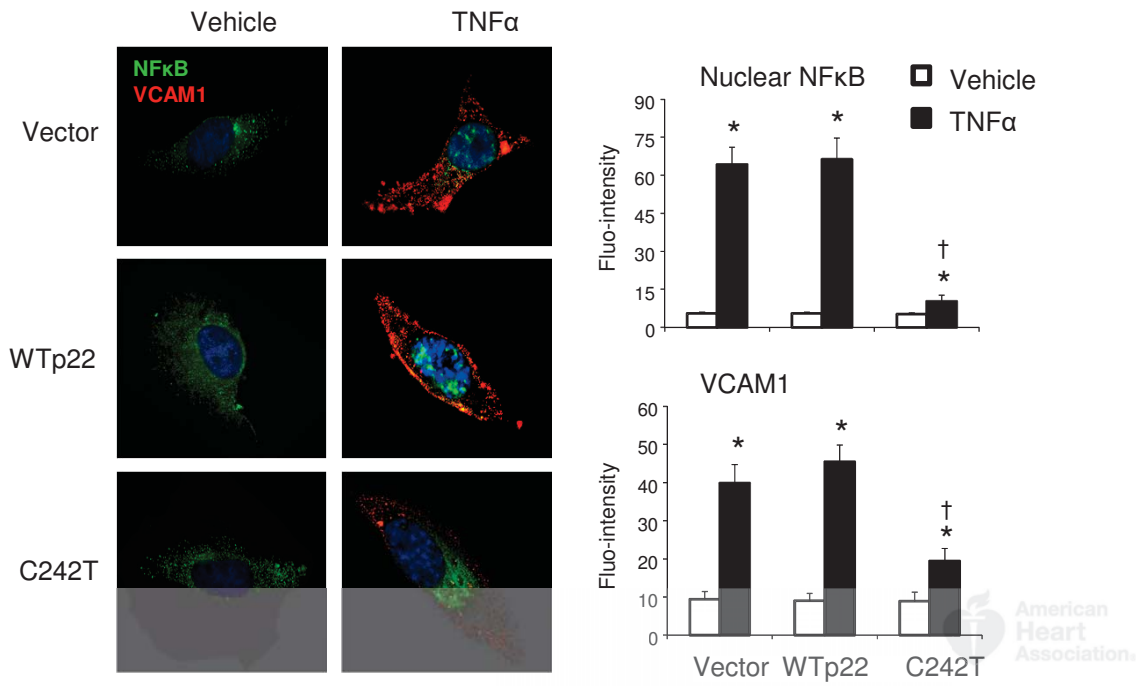 Vehicle
TNFα
NFκB
VCAM1
Vector
WTp22
C242T
Nuclear NFκB
Vehicle
TNFα
Fluo-intensity
90
75
60
45
30
15
0
*
*
†
*
VCAM1
Fluo-intensity
60
50
40
30
20
10
0
*
*
†
*
Vector
WTp22
C242T
American
Heart
Association®